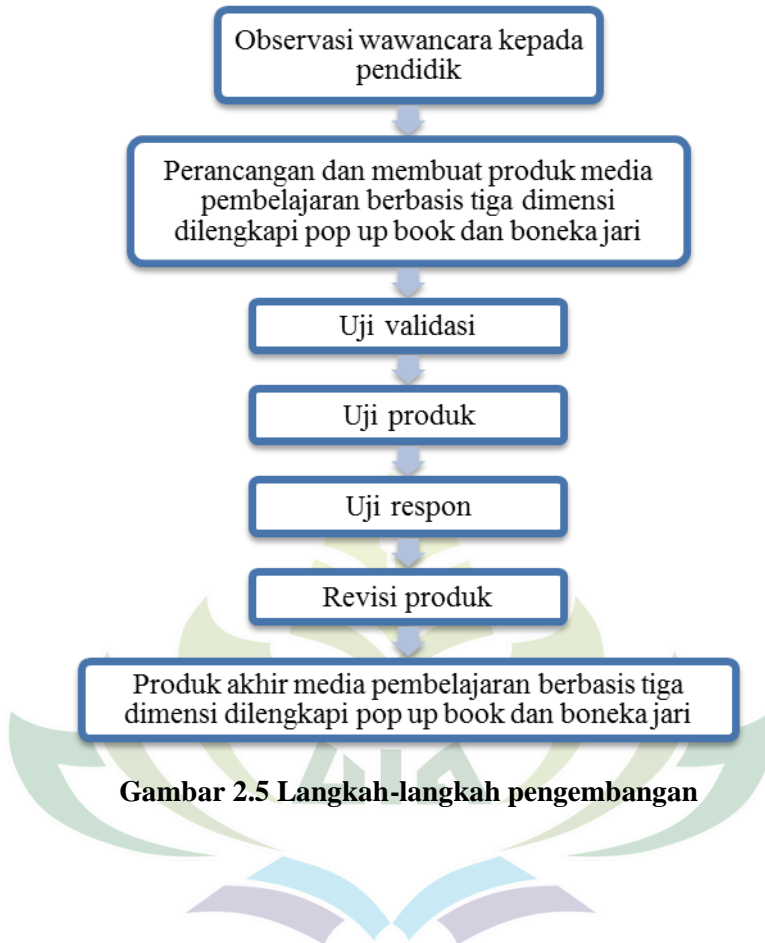 Observasi wawancara kepada
pendidik
Perancangan dan membuat produk media
pembelajaran berbasis tiga dimensi
dilengkapi pop up book dan boneka jari
Uji validasi
Uji produk
Uji respon
Revisi produk
Produk akhir media pembelajaran berbasis tiga
dimensi dilengkapi pop up book dan boneka jari
Gambar 2.5 Langkah-langkah pengembangan